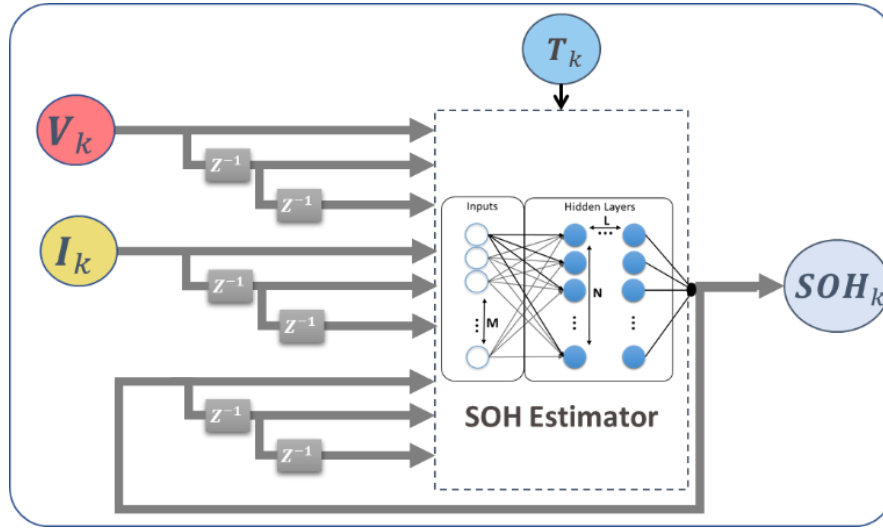 T_k
V_k
Z⁻¹
Z⁻¹
Inputs
Hidden Layers
L
...
I_k
Z⁻¹
Z⁻¹
M
N
...
...
...
SOH_k
Z⁻¹
Z⁻¹
SOH Estimator